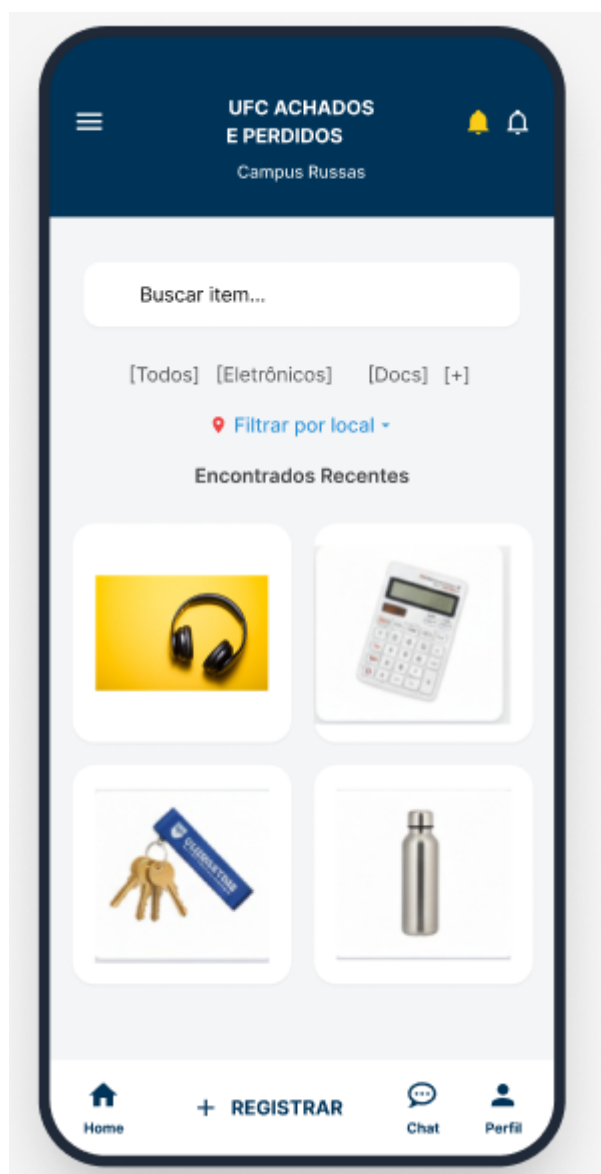 UFC ACHADOS
E PERDIDOS
Campus Russas
Buscar item...
[Todos] [Eletrônicos] [Docs] [+]
Filtrar por local
Encontrados Recentes
+ REGISTRAR
Home
Chat
Perfil